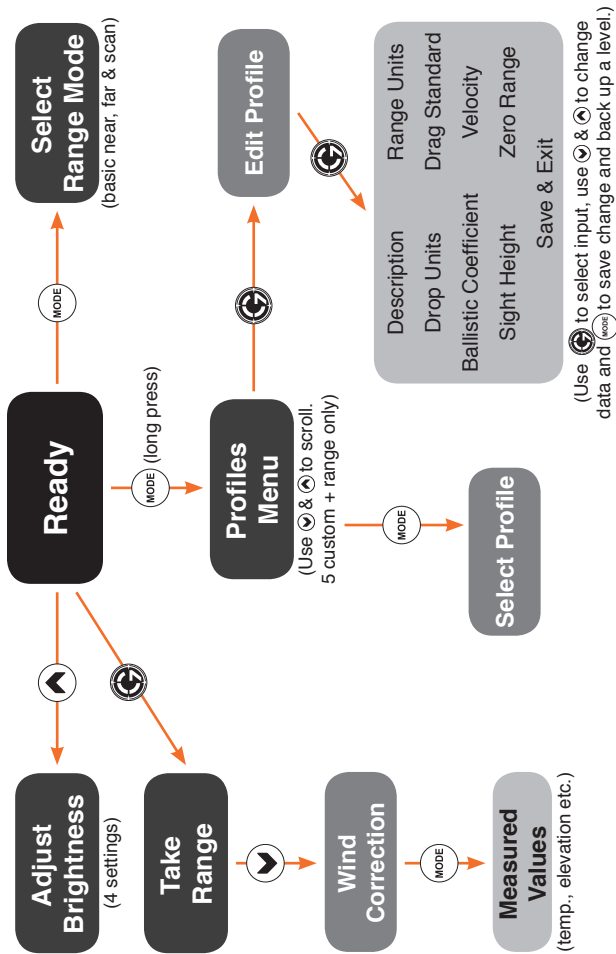 Ready
MODE
Select
Range Mode
(basic near, far & scan)
Adjust
Brightness
(4 settings)
Take
Range
Wind
Correction
MODE
Measured
Values
(temp., elevation etc.)
MODE
(long press)
Profiles
Menu
(Use & to scroll.
5 custom + range only)
MODE
Select Profile
Edit Profile
Description Range Units
Drop Units Drag Standard
Ballistic Coefficient Velocity
Sight Height Zero Range
Save & Exit
(Use to select input, use & to change
data and MODE to save change and back up a level.)